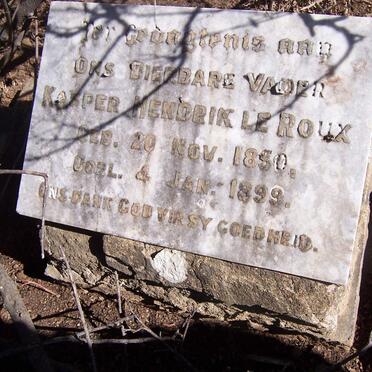 Ter Gedagtenis aan
ONS DIERBARE VADER
KASPER HENDRIK LE ROUX
GEB. 20 NOV. 1850.
OVERL. 4 JAN. 1899.
ONS DANK GOD VIR SY GOEDHEID.